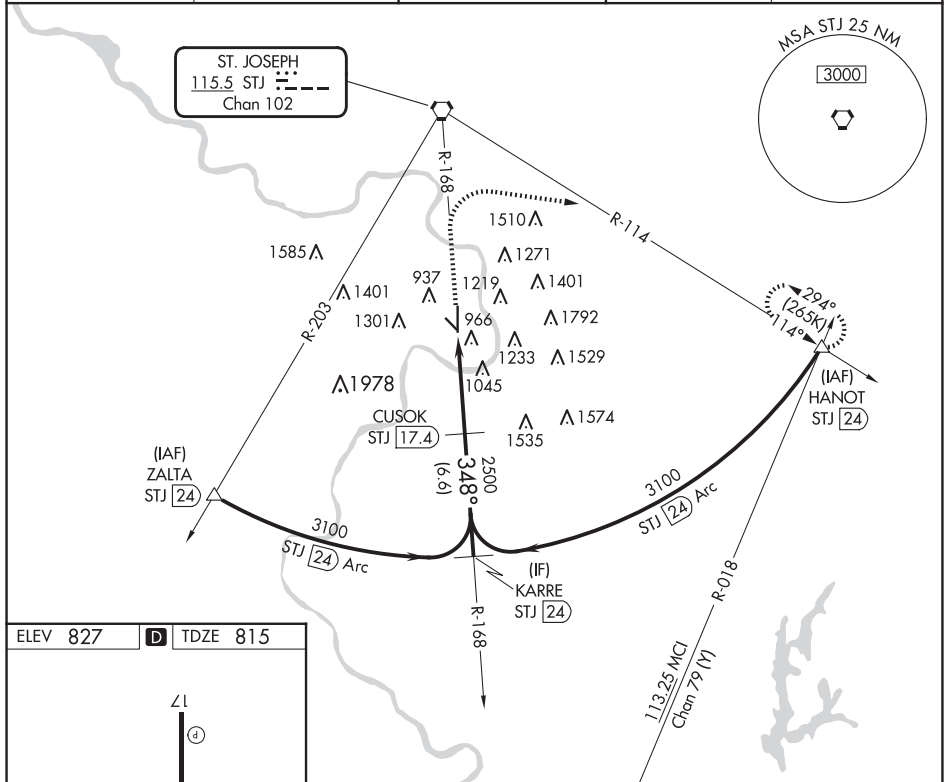 ST. JOSEPH
115.5 STJ
Chan 102
MSA STJ 25 NM
3000
R-168
R-114
R-203
1510
1585
1271
937
1219
1401
1401
1301
966
1792
1233
1529
1045
1978
1574
1535
294°
(265K)
114°
(IAF)
HANOT
STJ 24
CUSOK
STJ 17.4
(IAF)
ZALTA
STJ 24
2500
348°
(6.6)
3100
STJ 24 Arc
3100
STJ 24 Arc
(IF)
KARRE
STJ 24
R-168
R-018
113.25 MCI
Chan 79 (Y)
ELEV 827
D
TDZE 815
17
P